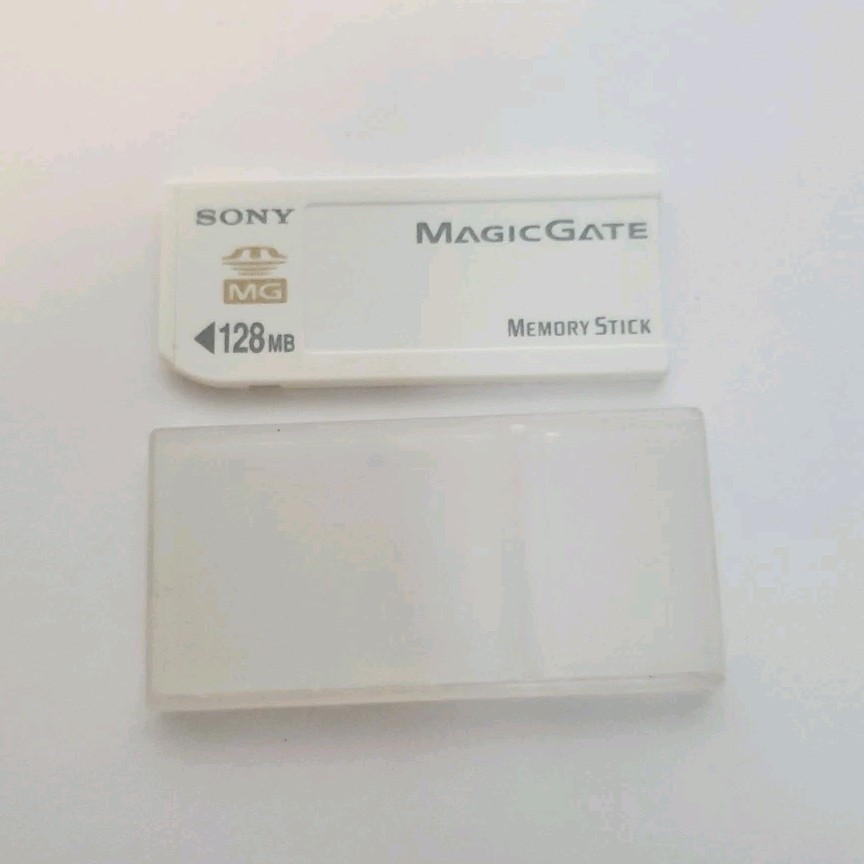 SONY
MAGICGATE
MG
128MB
MEMORY STICK